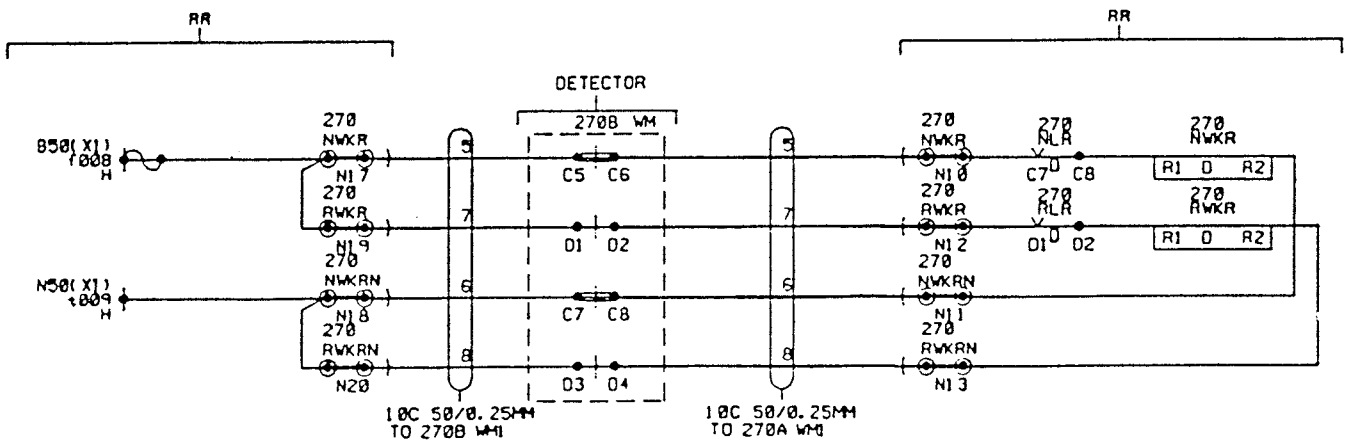 RR RR
DETECTOR
270B WM
B50(X1)
f008
H
270
NWKR
N17
5
C5 C6
5
270
NWKR
N10
270
NLR
D
C7 C8
270
NWKR
R1 D R2
270
RWKR
N19
7
D1 D2
7
270
RWKR
N12
270
RLR
D
D1 D2
270
RWKR
R1 D R2
N50(X1)
t009
H
270
NWKRN
N18
6
C7 C8
6
270
NWKRN
N11
270
RWKRN
N20
8
D3 D4
8
270
RWKRN
N13
10C 50/0.25MM
TO 270B WM1
10C 50/0.25MM
TO 270A WM1